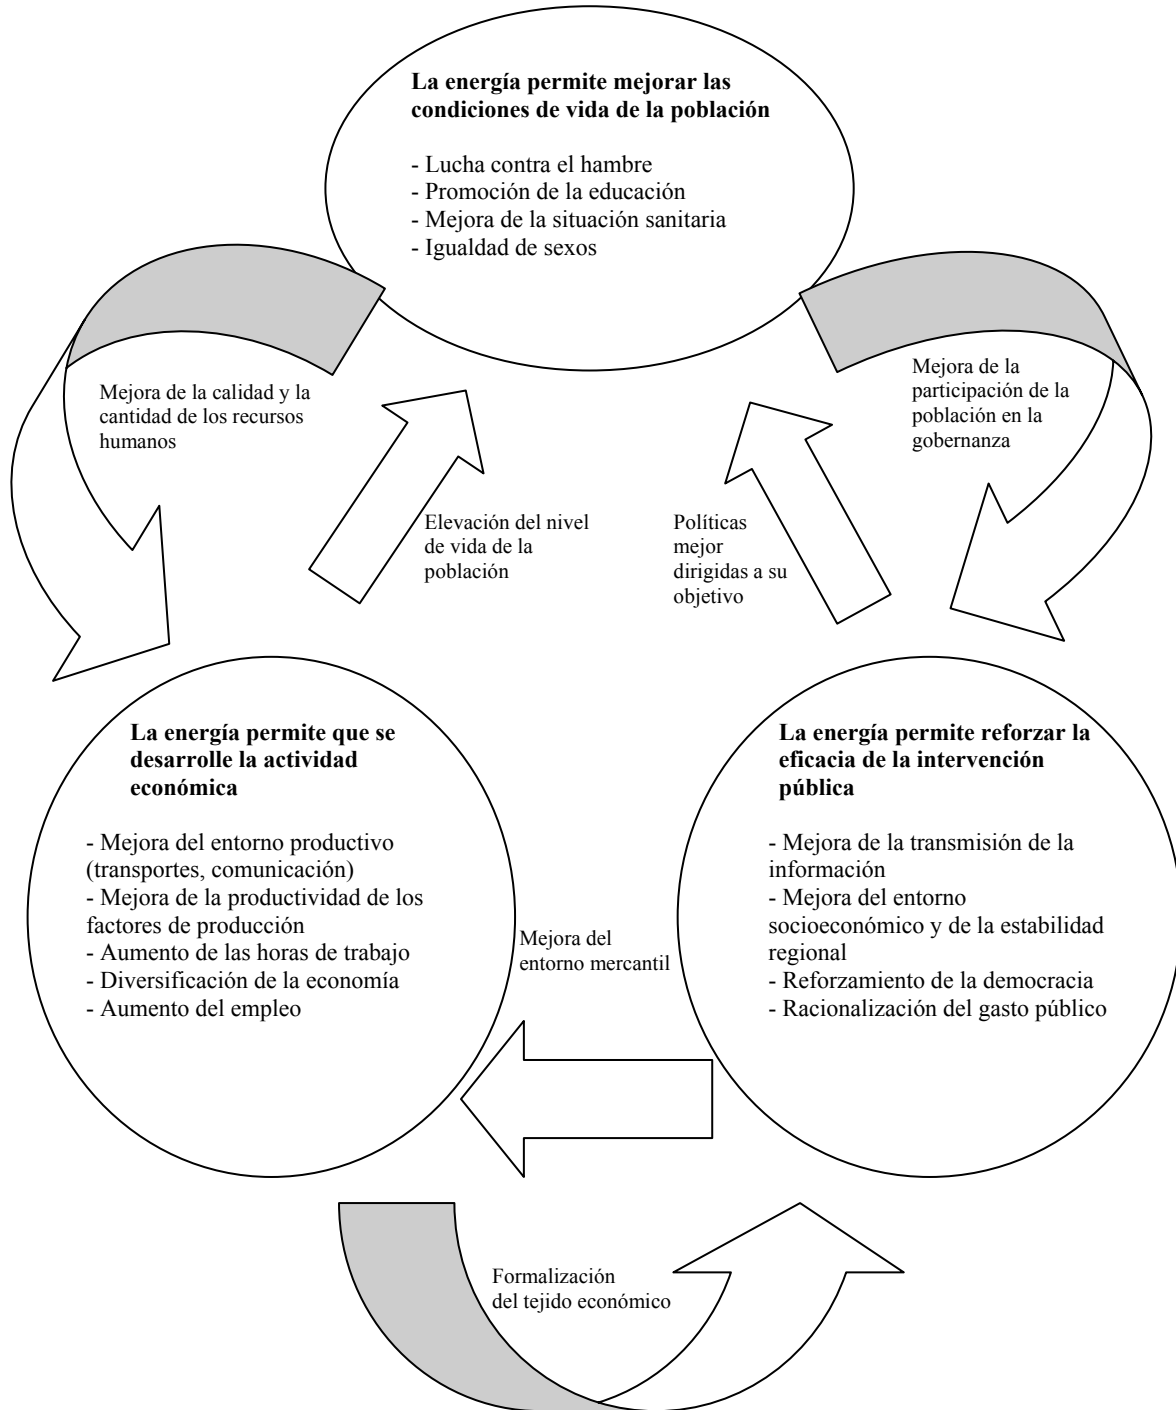 La energía permite mejorar las
condiciones de vida de la población
- Lucha contra el hambre
- Promoción de la educación
- Mejora de la situación sanitaria
- Igualdad de sexos
Mejora de la calidad y la
cantidad de los recursos
humanos
Mejora de la
participación de la
población en la
gobernanza
Elevación del nivel
de vida de la
población
Políticas
mejor
dirigidas a su
objetivo
La energía permite que se
desarrolle la actividad
económica
- Mejora del entorno productivo
(transportes, comunicación)
- Mejora de la productividad de los
factores de producción
- Aumento de las horas de trabajo
- Diversificación de la economía
- Aumento del empleo
Mejora del
entorno mercantil
La energía permite reforzar la
eficacia de la intervención
pública
- Mejora de la transmisión de la
información
- Mejora del entorno
socioeconómico y de la estabilidad
regional
- Reforzamiento de la democracia
- Racionalización del gasto público
Formalización
del tejido económico